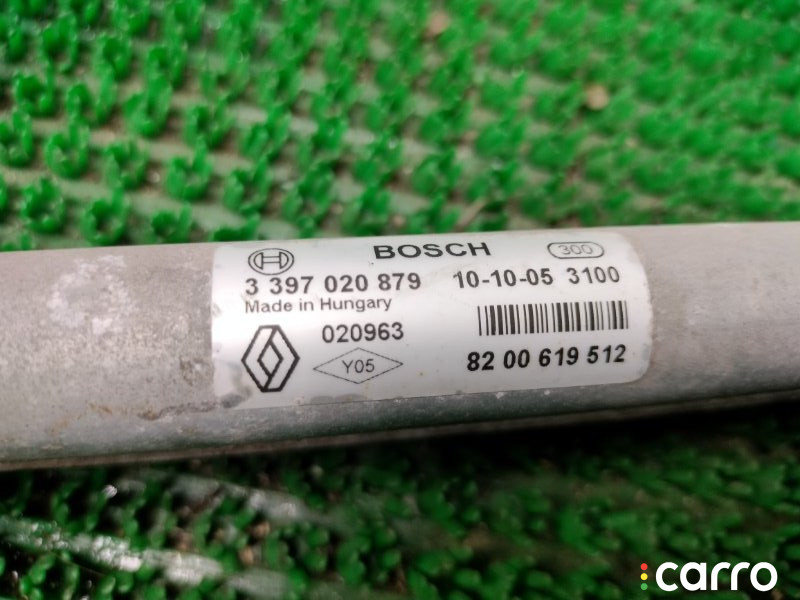 BOSCH 300
3 397 020 879 10-10-05 3100
Made in Hungary
020963
Y05 82 00 619 512
carro